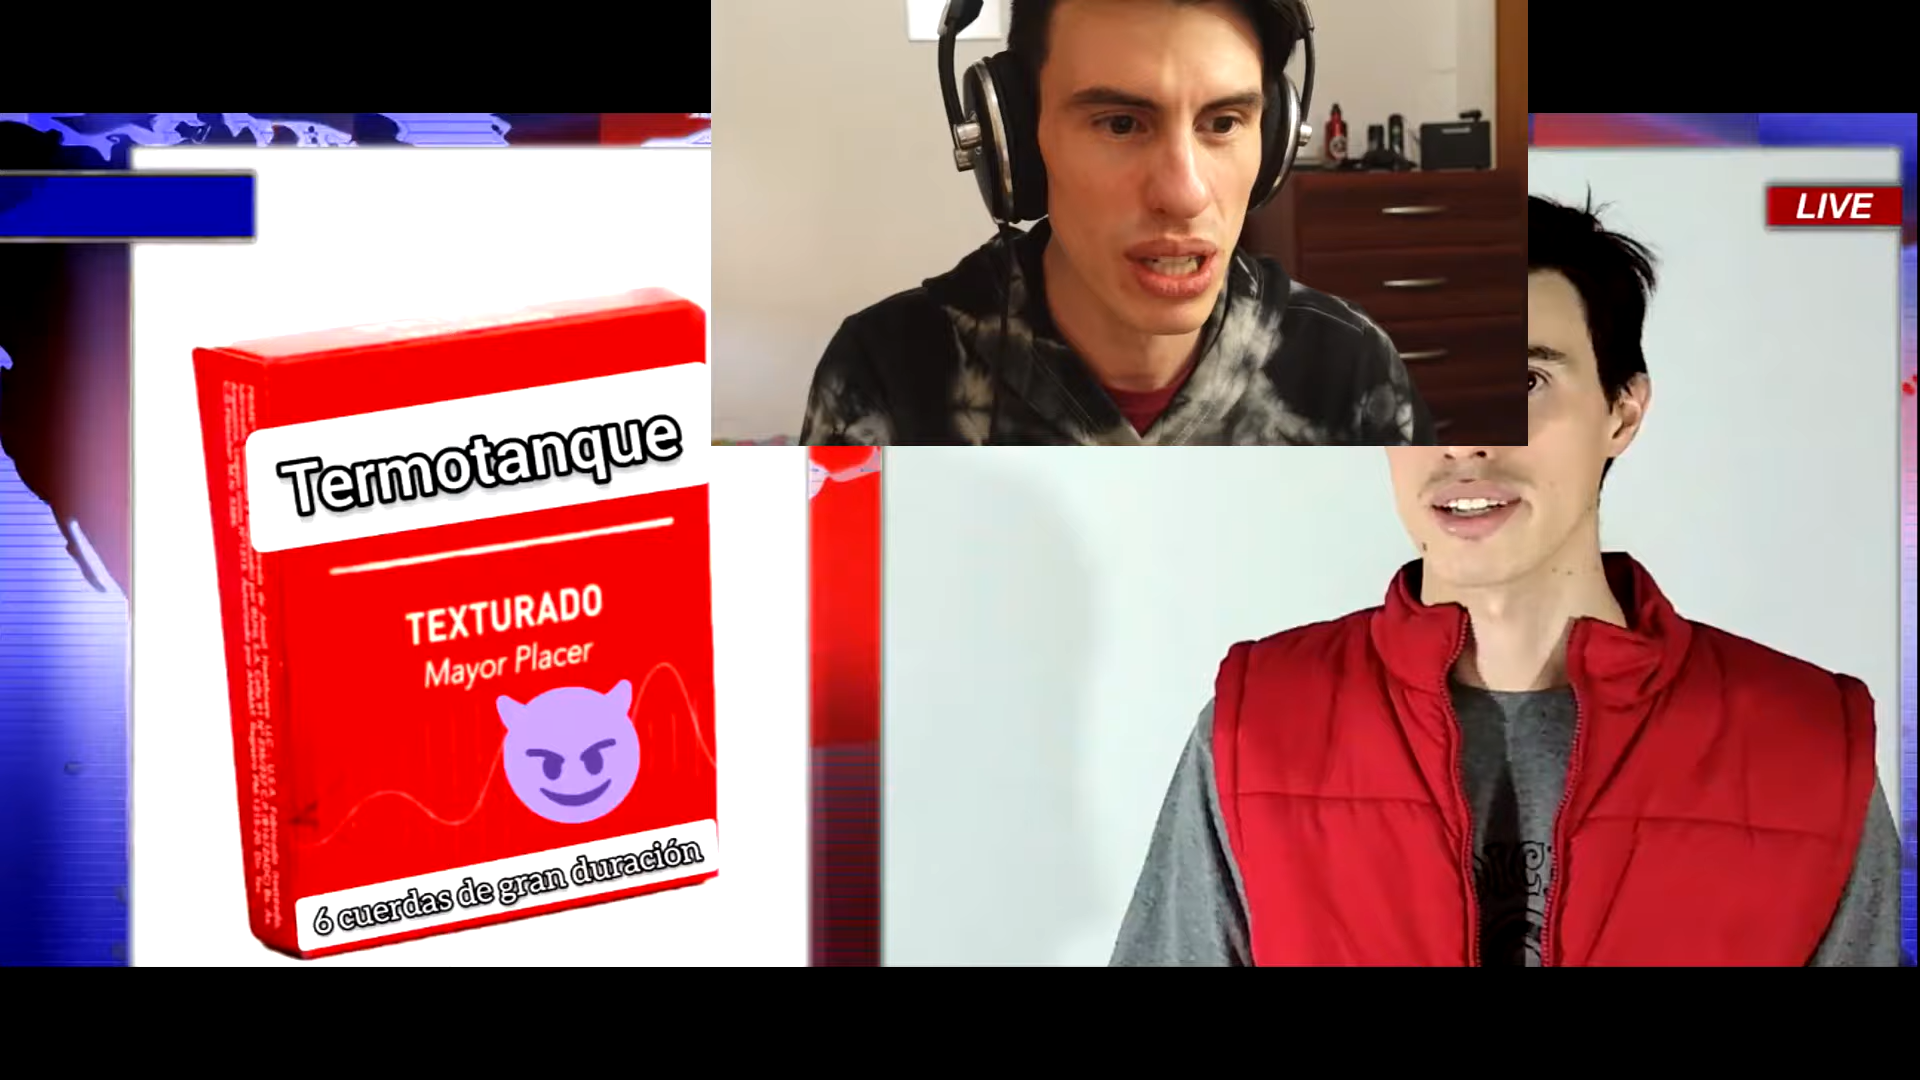 LIVE
Termotanque
TEXTURADO
Mayor Placer
6 cuerdas de gran duración